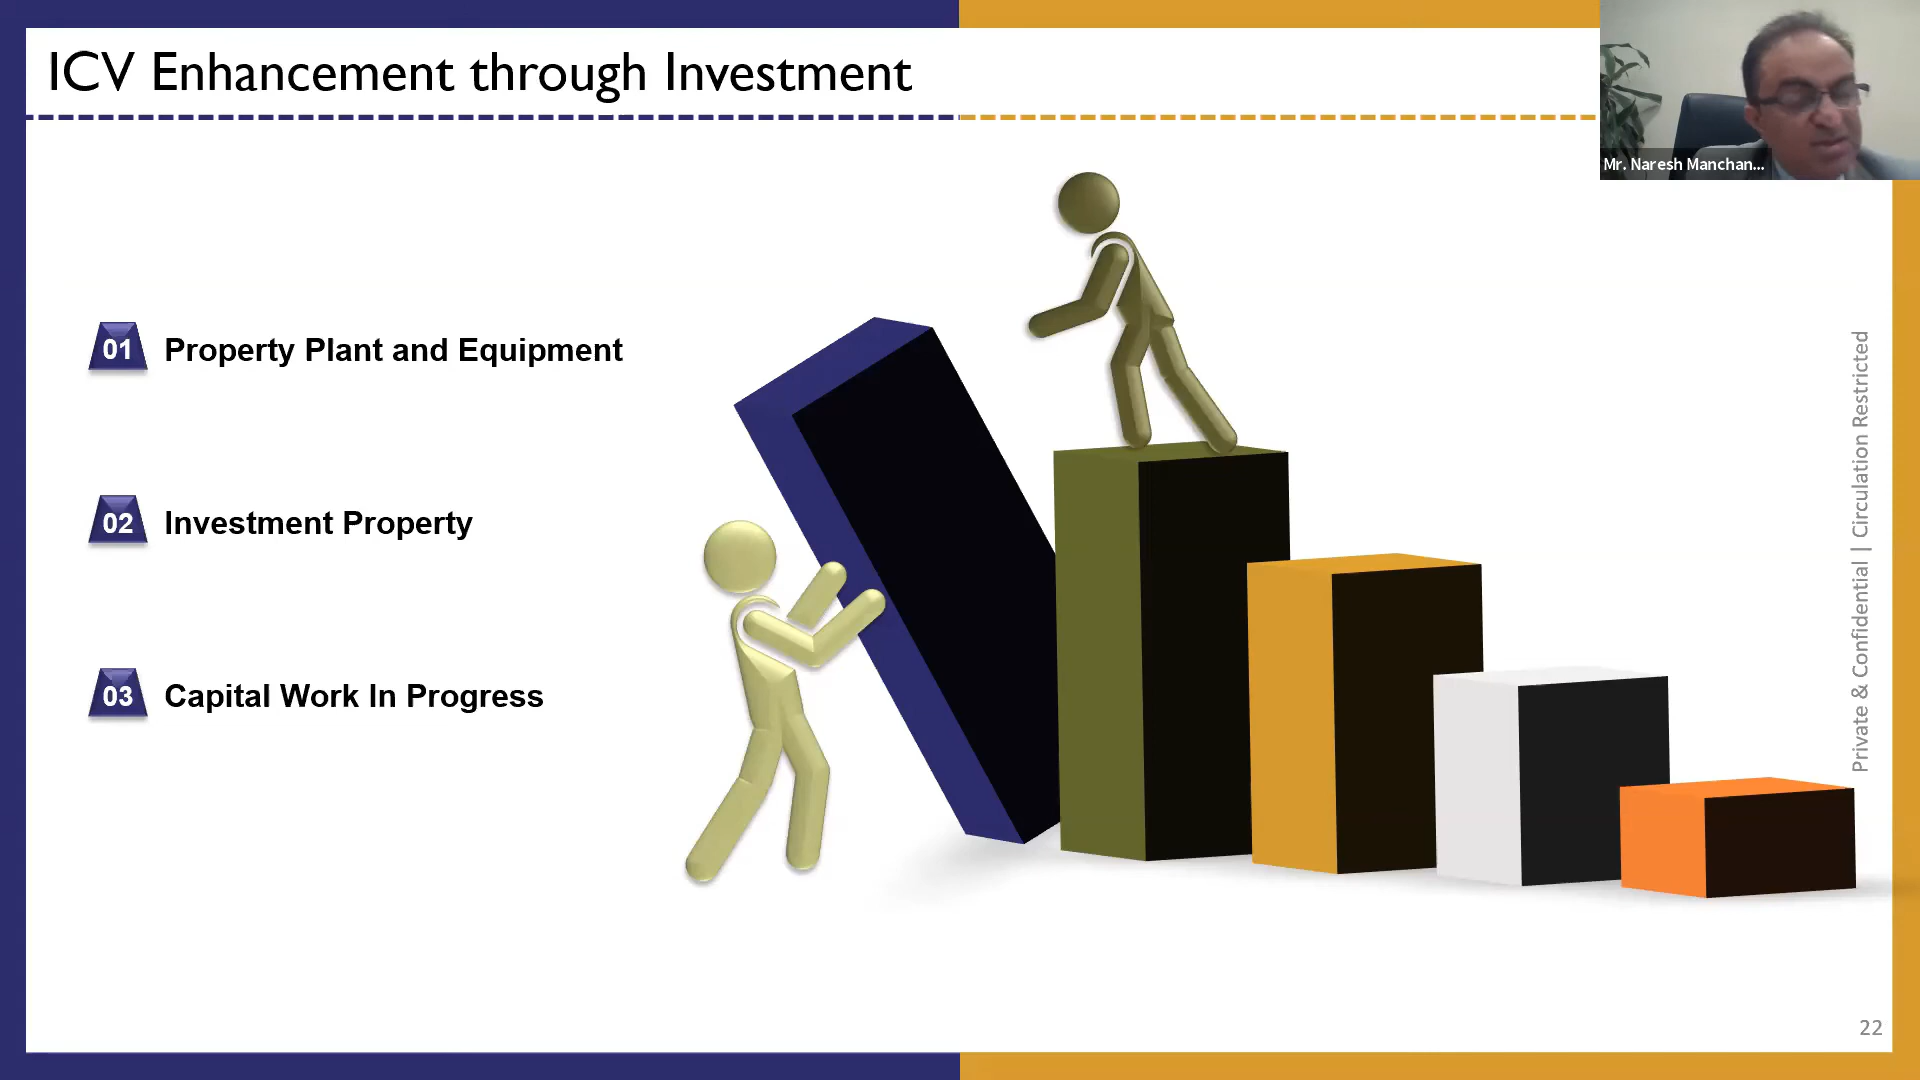 ICV Enhancement through Investment
Mr. Naresh Manchan...
01 Property Plant and Equipment
02 Investment Property
03 Capital Work In Progress
Private & Confidential | Circulation Restricted
22